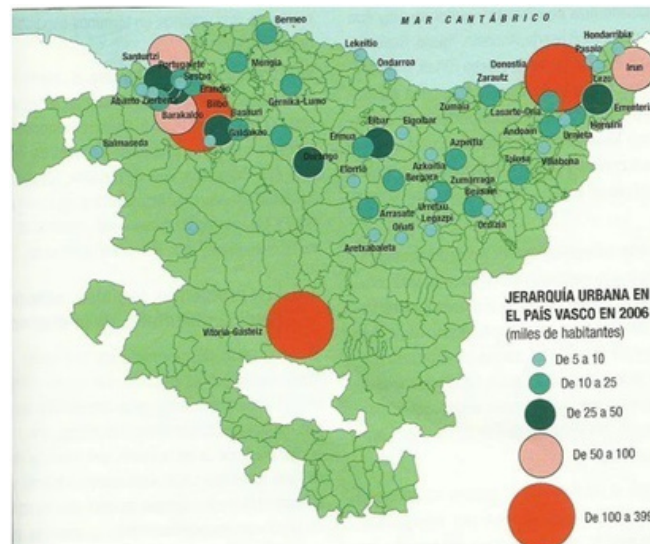 MAR CANTÁBRICO
Bermeo
Hondarribia
Lekeitio
Donostia
Pasaia
Santurtzi
Mongia
Ondarroa
Zarautz
Irun
Portugalete
Sestao
Lezo
Erandio
Zumaia
Abanto Zierbena
Gernika-Lumo
Lasarte-Oria
Errenteria
Bilbo
Eibar
Elgoibar
Hernani
Barakaldo
Basauri
Andoain
Urnieta
Galdakao
Ermua
Azpeitia
Balmaseda
Durango
Azkoitia
Tolosa
Villabona
Elorrio
Bergara
Zumarraga
Beasain
Urretxu
Arrasate
Legazpi
Ordizia
Oñati
Aretxabaleta
Vitoria-Gasteiz
JERARQUÍA URBANA EN
EL PAÍS VASCO EN 2006
(miles de habitantes)
De 5 a 10
De 10 a 25
De 25 a 50
De 50 a 100
De 100 a 399